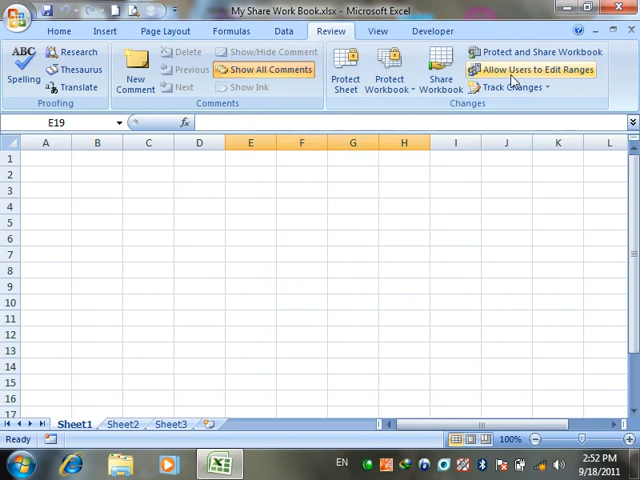 My Share Work Book.xlsx - Microsoft Excel
Home Insert Page Layout Formulas Data Review View Developer
ABC
Spelling
Research
Thesaurus
Translate
Proofing
New Comment
Delete
Previous
Next
Show/Hide Comment
Show All Comments
Show Ink
Comments
Protect Sheet
Protect Workbook
Share Workbook
Protect and Share Workbook
Allow Users to Edit Ranges
Track Changes
Changes
E19
fx
A B C D E F G H I J K L
1
2
3
4
5
6
7
8
9
10
11
12
13
14
15
16
17
Sheet1 Sheet2 Sheet3
Ready 100%
EN
2:52 PM
9/18/2011